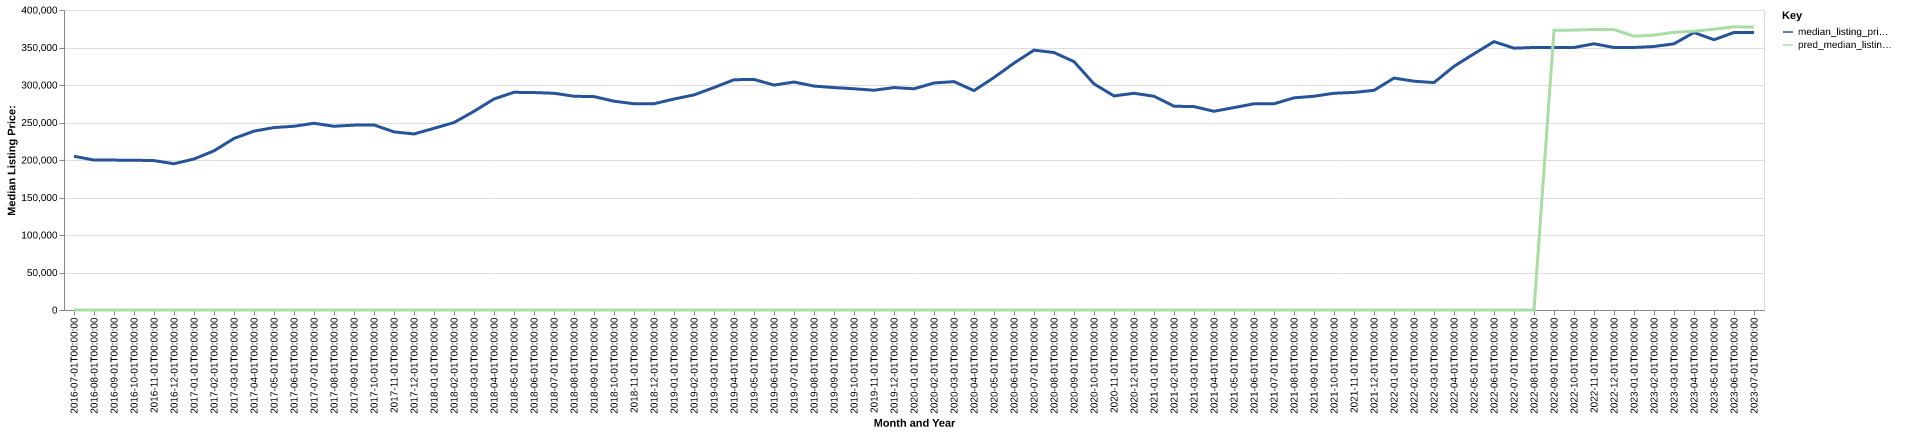 400,000
350,000
300,000
250,000
200,000
150,000
100,000
50,000
0
Median Listing Price:
2016-07-01T00:00:00
2016-08-01T00:00:00
2016-09-01T00:00:00
2016-10-01T00:00:00
2016-11-01T00:00:00
2016-12-01T00:00:00
2017-01-01T00:00:00
2017-02-01T00:00:00
2017-03-01T00:00:00
2017-04-01T00:00:00
2017-05-01T00:00:00
2017-06-01T00:00:00
2017-07-01T00:00:00
2017-08-01T00:00:00
2017-09-01T00:00:00
2017-10-01T00:00:00
2017-11-01T00:00:00
2017-12-01T00:00:00
2018-01-01T00:00:00
2018-02-01T00:00:00
2018-03-01T00:00:00
2018-04-01T00:00:00
2018-05-01T00:00:00
2018-06-01T00:00:00
2018-07-01T00:00:00
2018-08-01T00:00:00
2018-09-01T00:00:00
2018-10-01T00:00:00
2018-11-01T00:00:00
2018-12-01T00:00:00
2019-01-01T00:00:00
2019-02-01T00:00:00
2019-03-01T00:00:00
2019-04-01T00:00:00
2019-05-01T00:00:00
2019-06-01T00:00:00
2019-07-01T00:00:00
2019-08-01T00:00:00
2019-09-01T00:00:00
2019-10-01T00:00:00
2019-11-01T00:00:00
2019-12-01T00:00:00
2020-01-01T00:00:00
2020-02-01T00:00:00
2020-03-01T00:00:00
2020-04-01T00:00:00
2020-05-01T00:00:00
2020-06-01T00:00:00
2020-07-01T00:00:00
2020-08-01T00:00:00
2020-09-01T00:00:00
2020-10-01T00:00:00
2020-11-01T00:00:00
2020-12-01T00:00:00
2021-01-01T00:00:00
2021-02-01T00:00:00
2021-03-01T00:00:00
2021-04-01T00:00:00
2021-05-01T00:00:00
2021-06-01T00:00:00
2021-07-01T00:00:00
2021-08-01T00:00:00
2021-09-01T00:00:00
2021-10-01T00:00:00
2021-11-01T00:00:00
2021-12-01T00:00:00
2022-01-01T00:00:00
2022-02-01T00:00:00
2022-03-01T00:00:00
2022-04-01T00:00:00
2022-05-01T00:00:00
2022-06-01T00:00:00
2022-07-01T00:00:00
2022-08-01T00:00:00
2022-09-01T00:00:00
2022-10-01T00:00:00
2022-11-01T00:00:00
2022-12-01T00:00:00
2023-01-01T00:00:00
2023-02-01T00:00:00
2023-03-01T00:00:00
2023-04-01T00:00:00
2023-05-01T00:00:00
2023-06-01T00:00:00
2023-07-01T00:00:00
Month and Year
Key
median_listing_pri…
pred_median_listin…